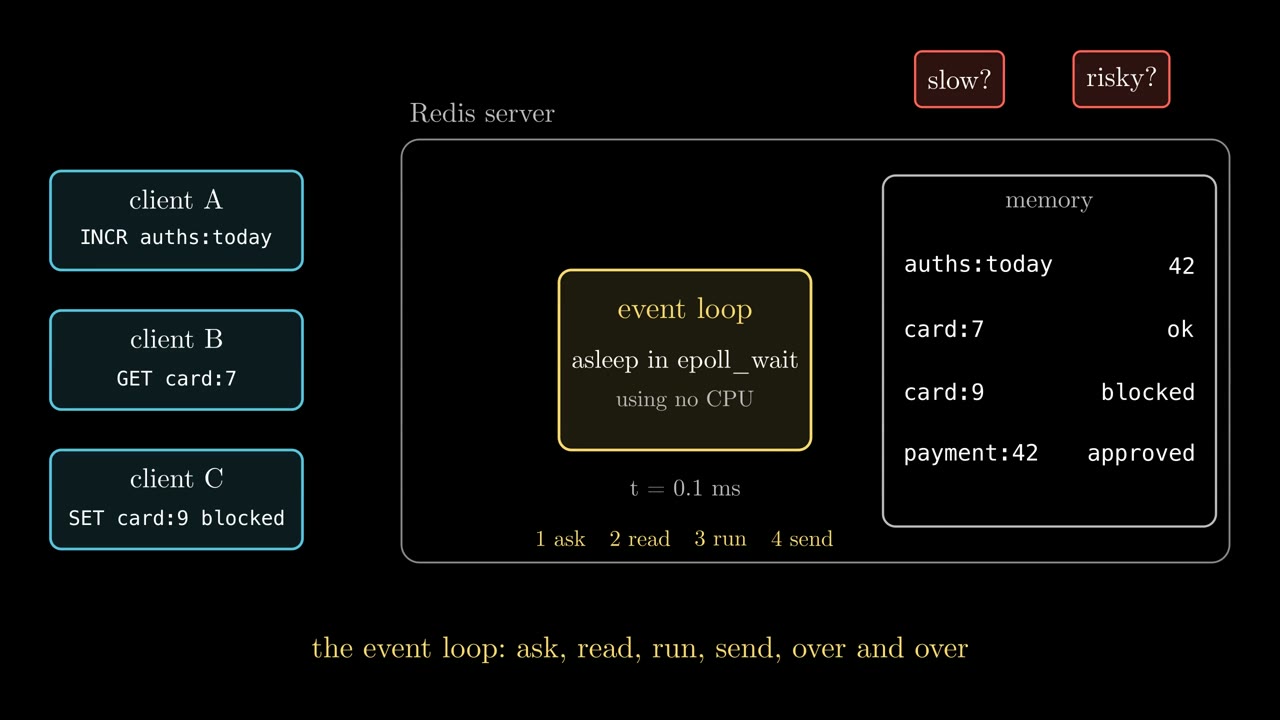 slow?
risky?
Redis server
client A
INCR auths:today
client B
GET card:7
client C
SET card:9 blocked
event loop
asleep in epoll_wait
using no CPU
t = 0.1 ms
1 ask 2 read 3 run 4 send
memory
auths:today 42
card:7 ok
card:9 blocked
payment:42 approved
the event loop: ask, read, run, send, over and over